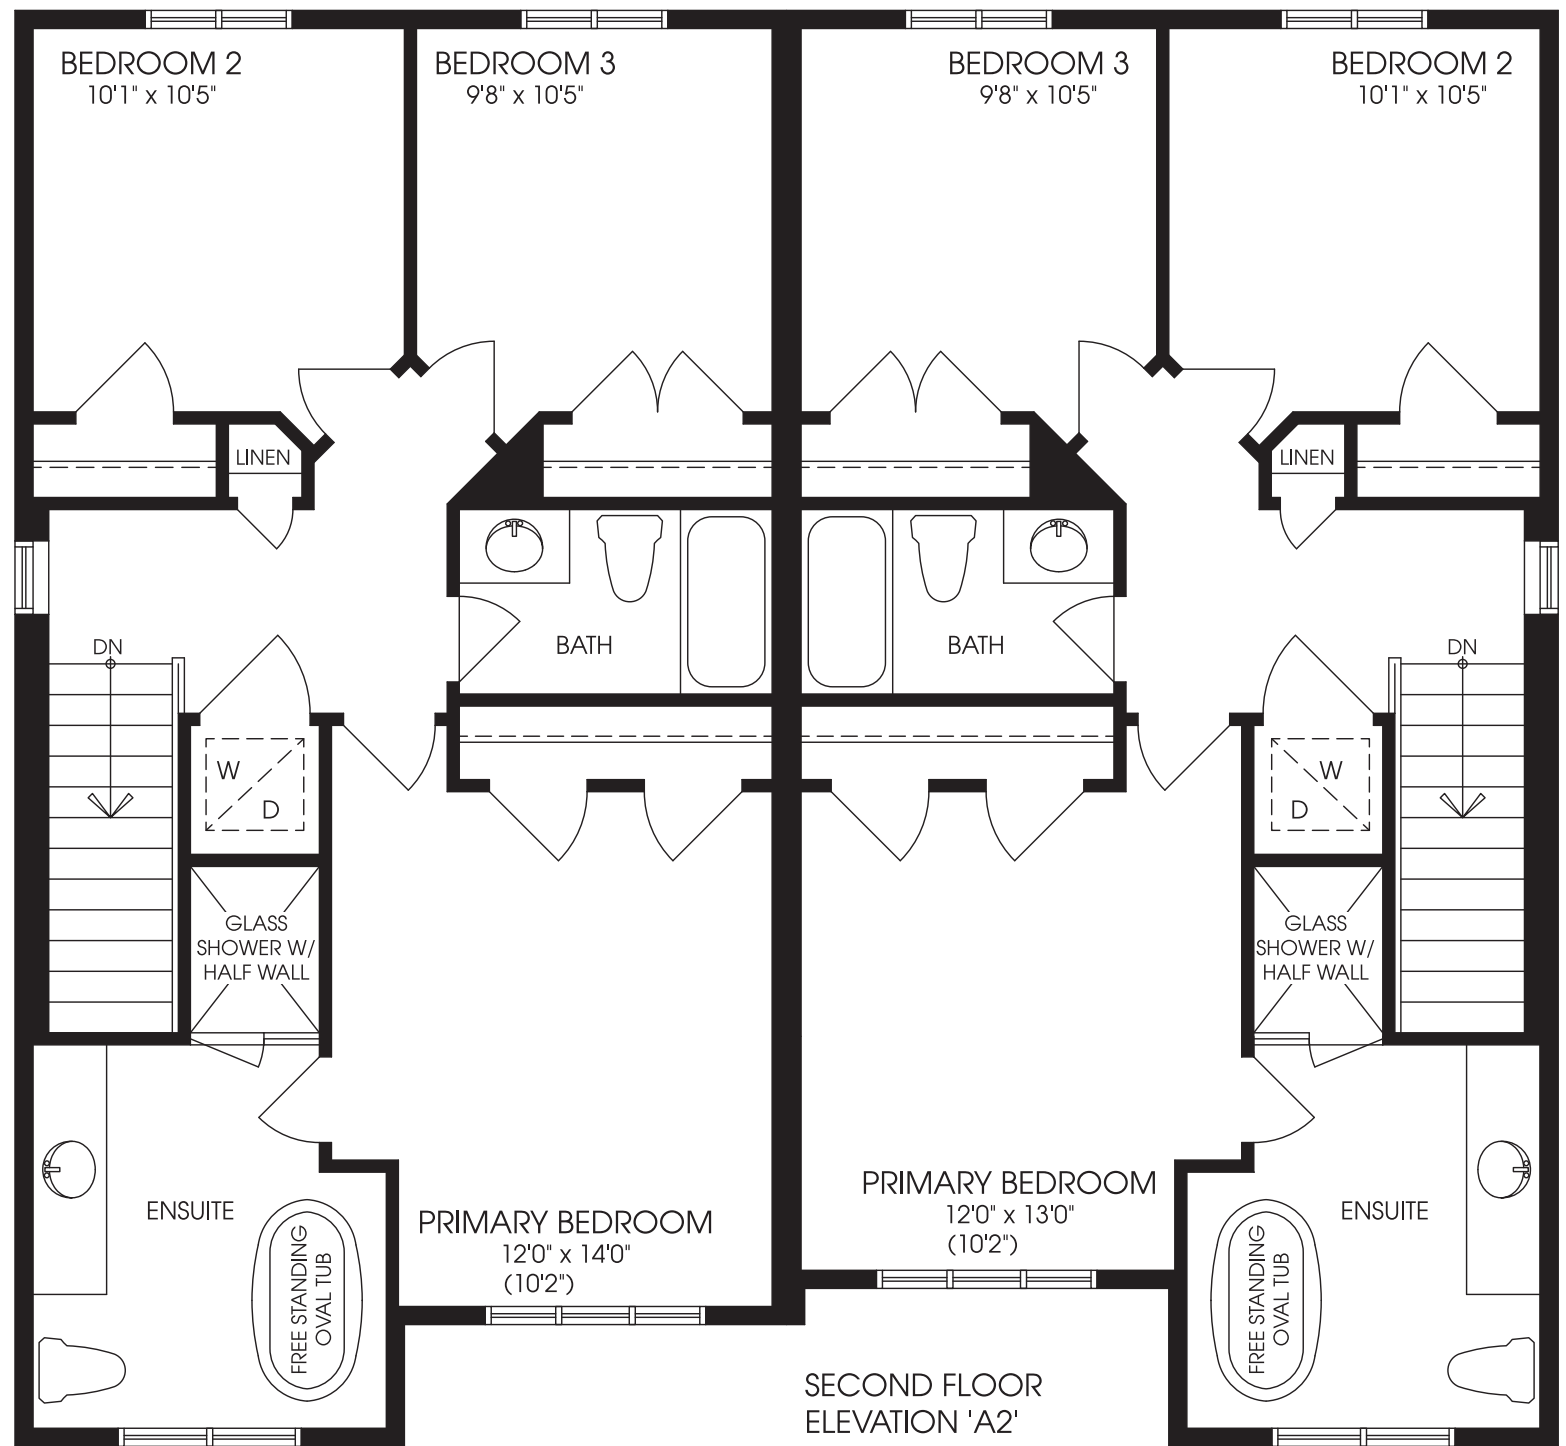 BEDROOM 2
10'1" x 10'5"
BEDROOM 3
9'8" x 10'5"
BEDROOM 3
9'8" x 10'5"
BEDROOM 2
10'1" x 10'5"
LINEN
LINEN
DN
BATH
BATH
DN
W
D
W
D
GLASS
SHOWER W/
HALF WALL
GLASS
SHOWER W/
HALF WALL
ENSUITE
FREE STANDING
OVAL TUB
PRIMARY BEDROOM
12'0" x 14'0"
(10'2")
PRIMARY BEDROOM
12'0" x 13'0"
(10'2")
ENSUITE
FREE STANDING
OVAL TUB
SECOND FLOOR
ELEVATION 'A2'